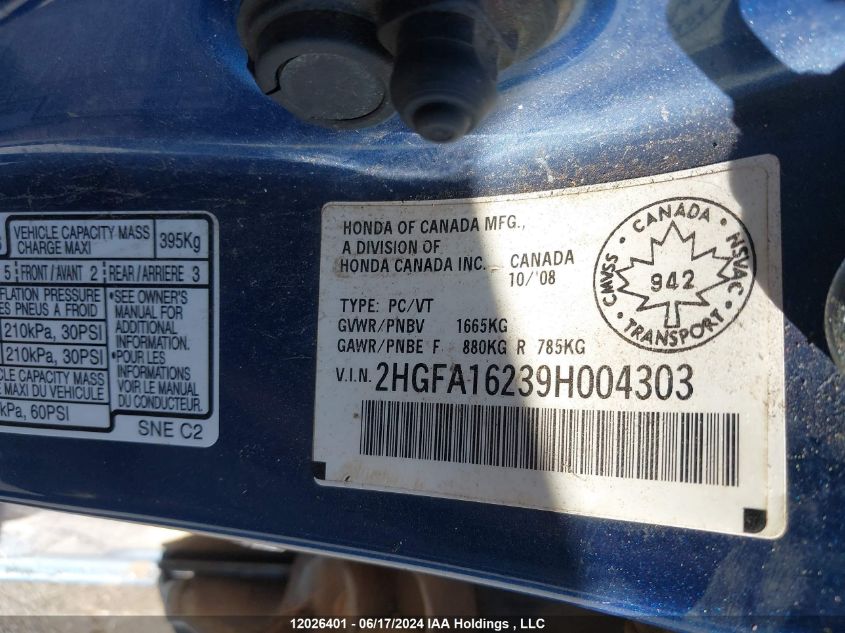 VEHICLE CAPACITY MASS
CHARGE MAXI
395Kg
5 FRONT/AVANT 2 REAR/ARRIERE 3
FLATION PRESSURE
ES PNEUS À FROID
210kPa, 30PSI
210kPa, 30PSI
CE CAPACITY MASS
E MAXI DU VEHICULE
kPa, 60PSI
•SEE OWNER'S
MANUAL FOR
ADDITIONAL
INFORMATION.
•POUR LES
INFORMATIONS
VOIR LE
MANUEL
DU CONDUCTEUR.
SNE C2
HONDA OF CANADA MFG.,
A DIVISION OF
HONDA CANADA INC.
CANADA
10/'08
TYPE: PC/VT
GVWR/PNBV 1665KG
GAWR/PNBE F 880KG R 785KG
V.I.N. 2HGFA16239H004303
CANADA
CMVSS
942
NSVAC
TRANSPORT
12026401 - 06/17/2024 IAA Holdings , LLC